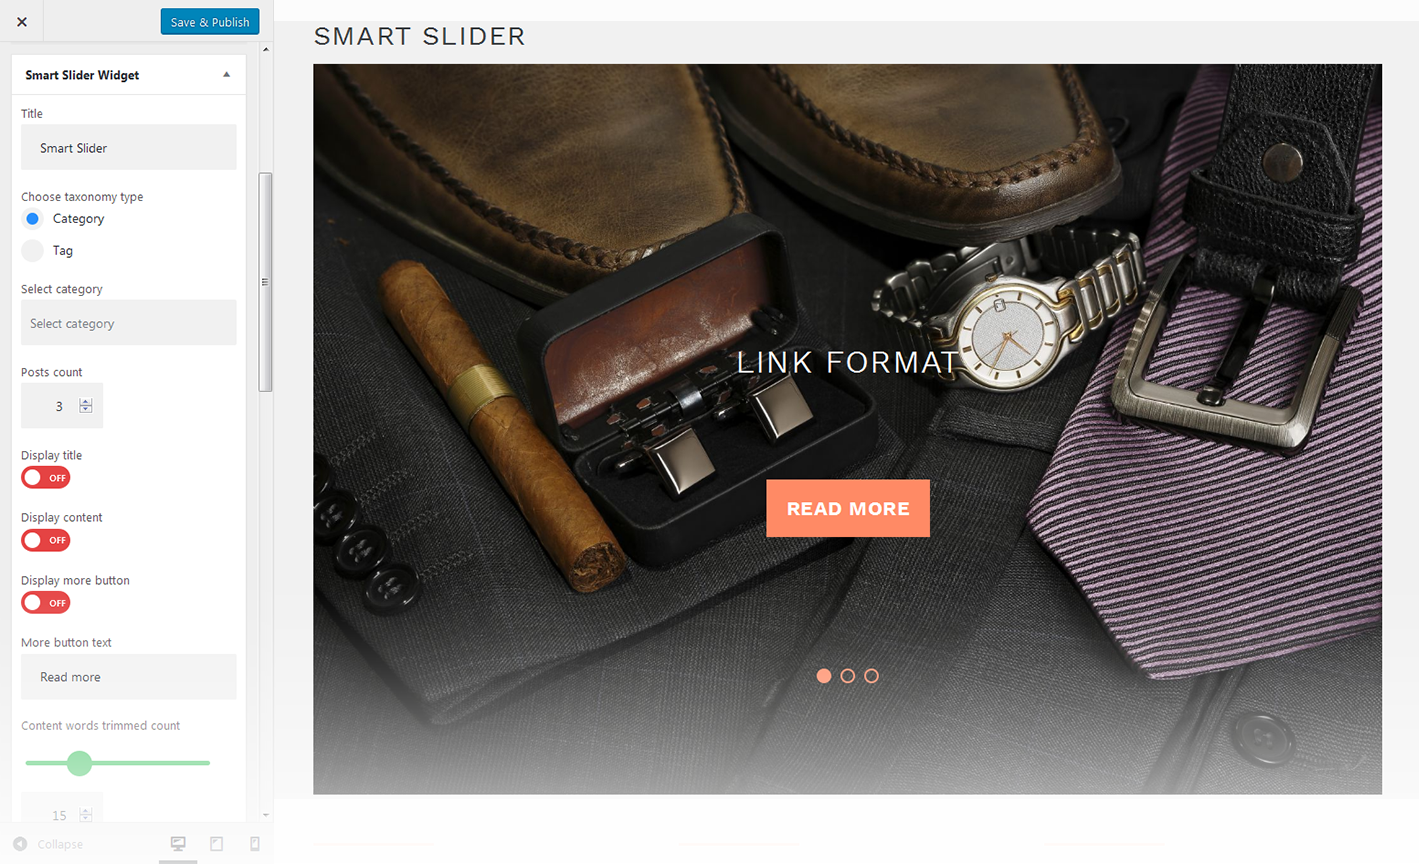 Save & Publish
Smart Slider Widget
Title
Smart Slider
Choose taxonomy type
Category
Tag
Select category
Select category
Posts count
3
Display title
OFF
Display content
OFF
Display more button
OFF
More button text
Read more
Content words trimmed count
15
Collapse
SMART SLIDER
LINK FORMAT
READ MORE